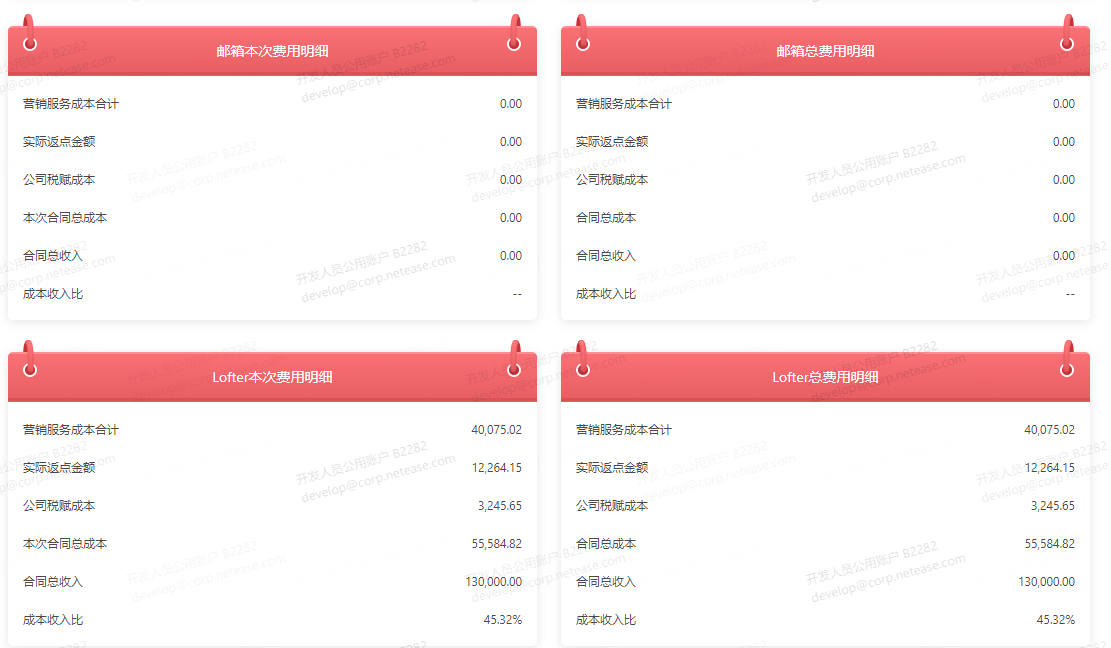 邮箱本次费用明细
营销服务成本合计 0.00
实际返点金额 0.00
公司税赋成本 0.00
本次合同总成本 0.00
合同总收入 0.00
成本收入比 --
邮箱总费用明细
营销服务成本合计 0.00
实际返点金额 0.00
公司税赋成本 0.00
合同总成本 0.00
合同总收入 0.00
成本收入比 --
Lofter本次费用明细
营销服务成本合计 40,075.02
实际返点金额 12,264.15
公司税赋成本 3,245.65
本次合同总成本 55,584.82
合同总收入 130,000.00
成本收入比 45.32%
Lofter总费用明细
营销服务成本合计 40,075.02
实际返点金额 12,264.15
公司税赋成本 3,245.65
合同总成本 55,584.82
合同总收入 130,000.00
成本收入比 45.32%
开发人员公用账户 B2282
develop@corp.netease.com